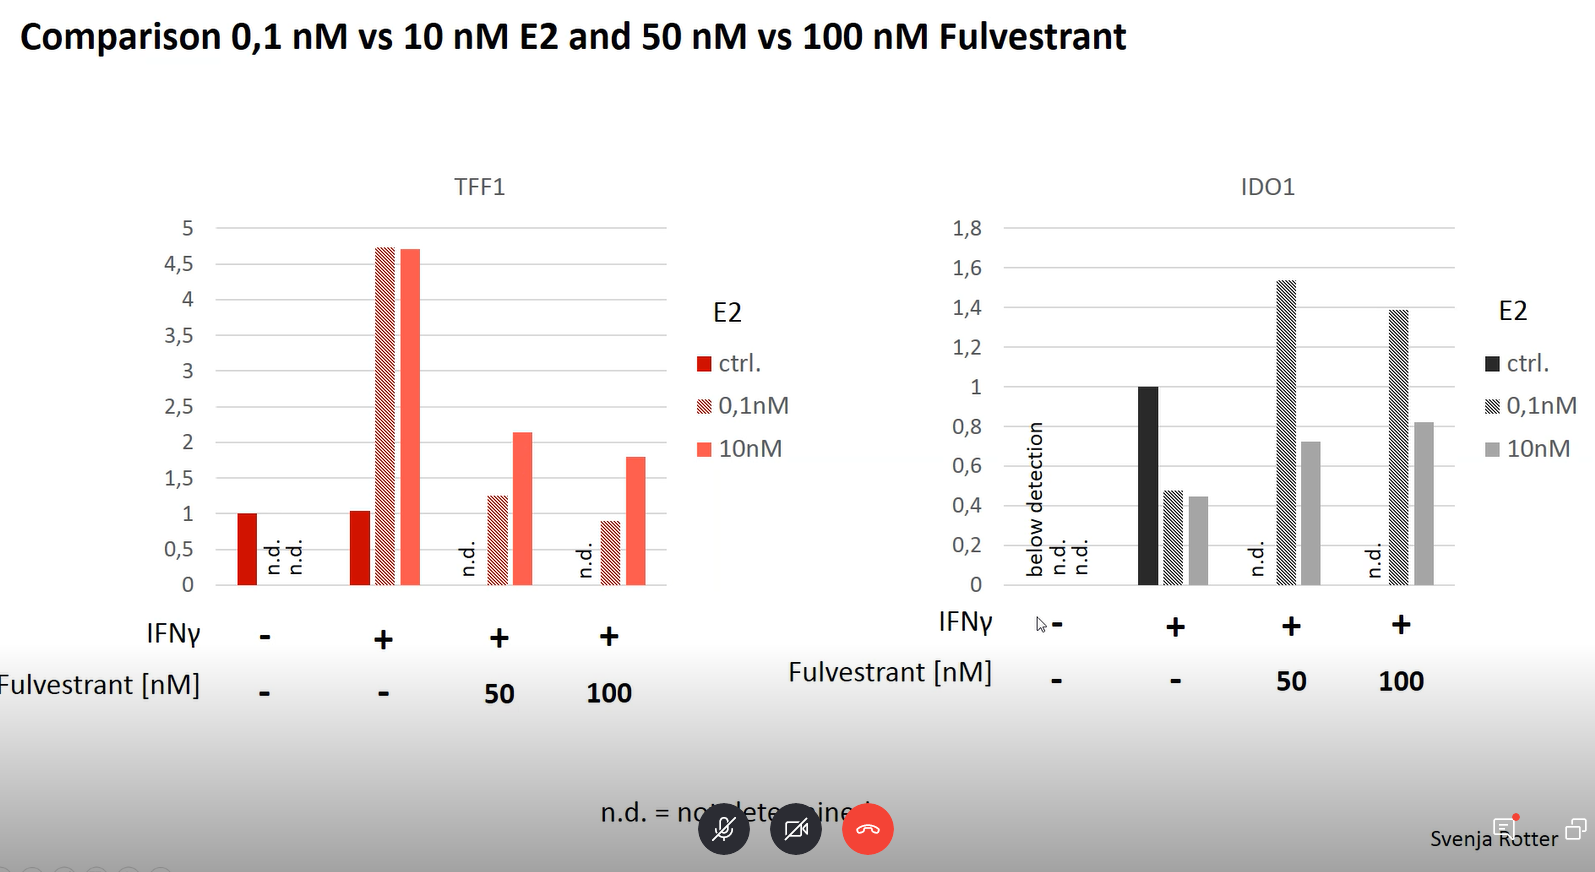 Comparison 0,1 nM vs 10 nM E2 and 50 nM vs 100 nM Fulvestrant
TFF1
5
4,5
4
3,5
3
2,5
2
1,5
1
0,5
0
n.d.
n.d.
n.d.
n.d.
E2
ctrl.
0,1nM
10nM
IFNγ - + + +
Fulvestrant [nM] - - 50 100
IDO1
1,8
1,6
1,4
1,2
1
0,8
0,6
0,4
0,2
0
below detection
n.d.
n.d.
n.d.
n.d.
E2
ctrl.
0,1nM
10nM
IFNγ - + + +
Fulvestrant [nM] - - 50 100
n.d. = not determined
Svenja Rotter